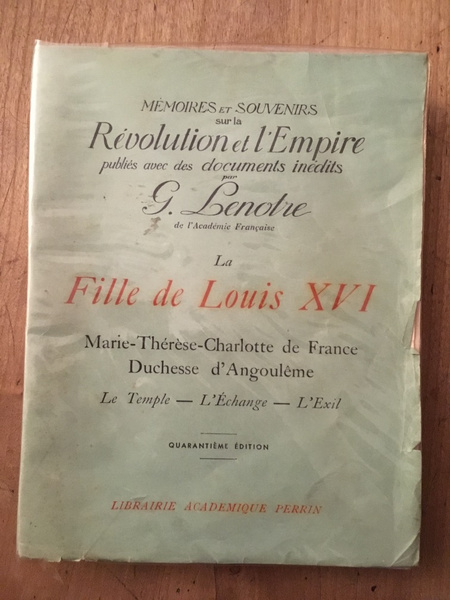 MÉMOIRES ET SOUVENIRS
sur la
Révolution et l'Empire
publiés avec des documents inédits
par
G. Lenotre
de l'Académie Française
La
Fille de Louis XVI
Marie-Thérèse-Charlotte de France
Duchesse d'Angoulême
Le Temple — L'Échange — L'Exil
QUARANTIÈME ÉDITION
LIBRAIRIE ACADEMIQUE PERRIN